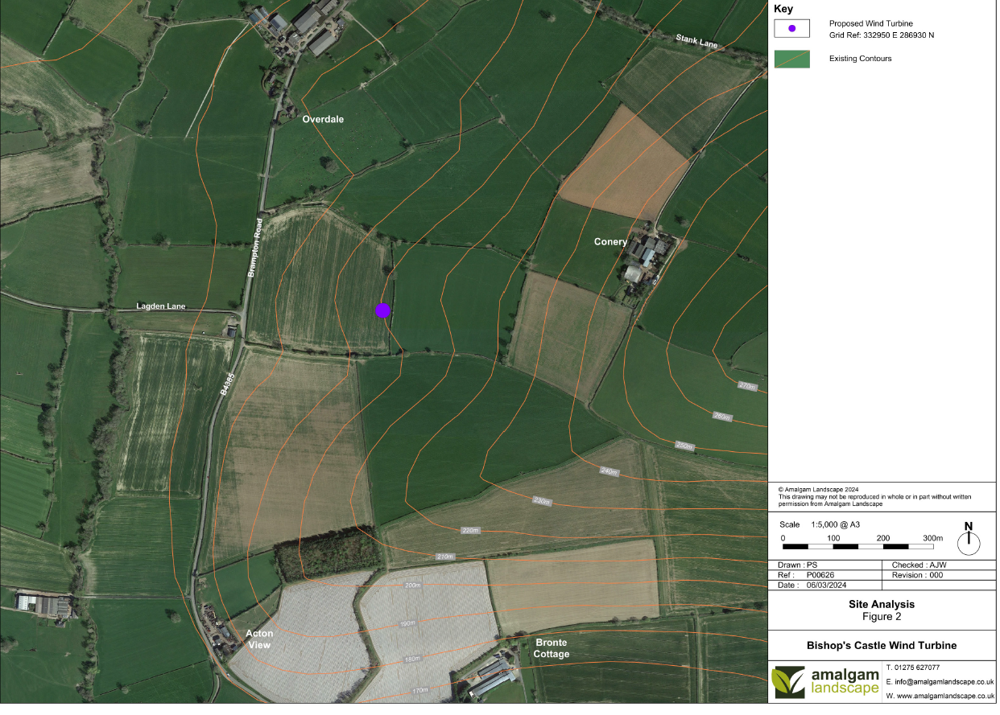 Stank Lane
Overdale
Brampton Road
Conery
Lagden Lane
B4385
270m
260m
250m
240m
230m
220m
210m
200m
190m
180m
170m
Acton
View
Bronte
Cottage
Key
Proposed Wind Turbine
Grid Ref: 332950 E 286930 N
Existing Contours
© Amalgam Landscape 2024
This drawing may not be reproduced in whole or in part without written
permission from Amalgam Landscape
Scale 1:5,000 @ A3
0 100 200 300m
N
Drawn : PS Checked : AJW
Ref : P00626 Revision : 000
Date : 06/03/2024
Site Analysis
Figure 2
Bishop's Castle Wind Turbine
amalgam
landscape
T. 01275 627077
E. info@amalgamlandscape.co.uk
W. www.amalgamlandscape.co.uk